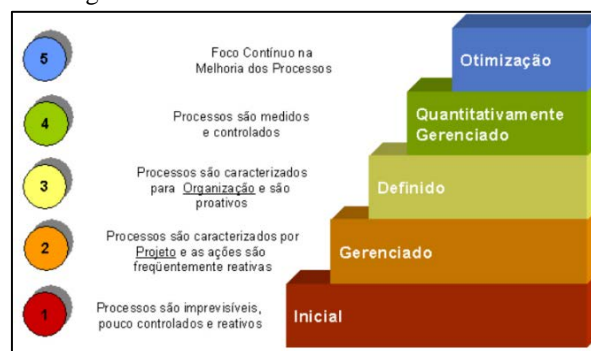 5
Foco Contínuo na
Melhoria dos Processos
Otimização
4
Processos são medidos
e controlados
Quantitativamente
Gerenciado
3
Processos são caracterizados
para Organização e são
proativos
Definido
2
Processos são caracterizados por
Projeto e as ações são
freqüentemente reativas
Gerenciado
1
Processos são imprevisíveis,
pouco controlados e reativos
Inicial